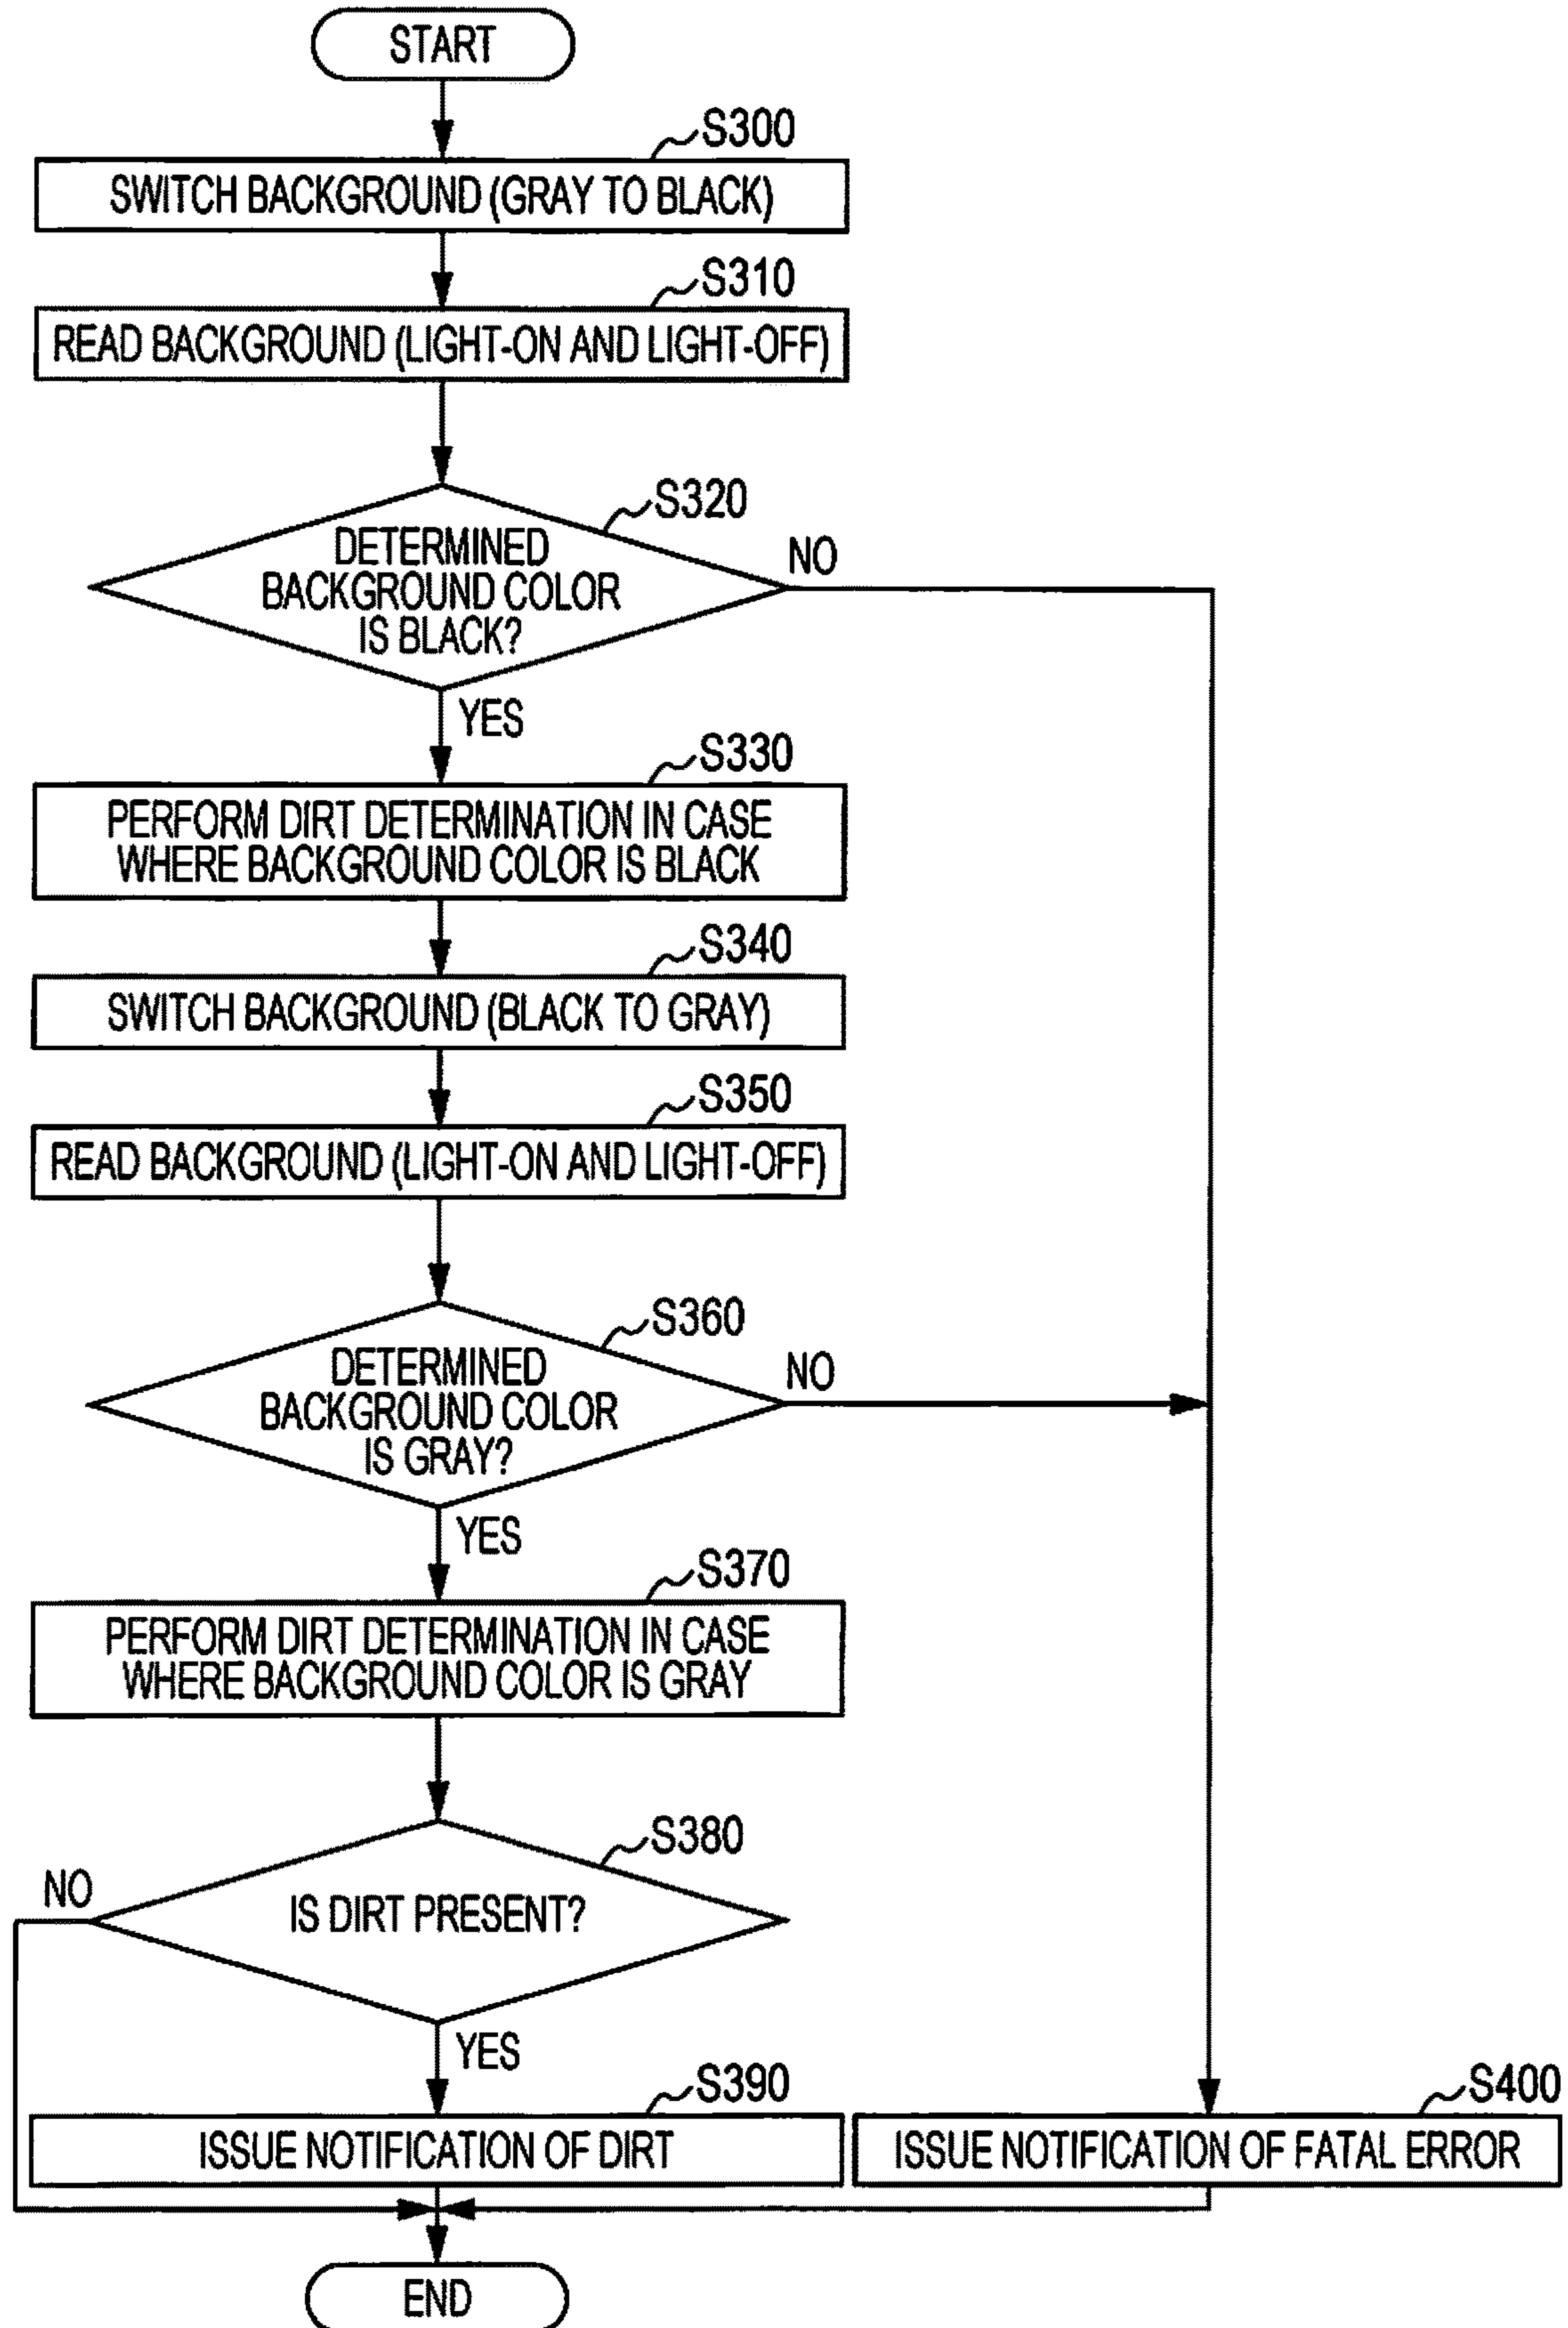 START
S300
SWITCH BACKGROUND (GRAY TO BLACK)
S310
READ BACKGROUND (LIGHT-ON AND LIGHT-OFF)
S320
DETERMINED
BACKGROUND COLOR
IS BLACK?
NO
YES
S330
PERFORM DIRT DETERMINATION IN CASE
WHERE BACKGROUND COLOR IS BLACK
S340
SWITCH BACKGROUND (BLACK TO GRAY)
S350
READ BACKGROUND (LIGHT-ON AND LIGHT-OFF)
S360
DETERMINED
BACKGROUND COLOR
IS GRAY?
NO
YES
S370
PERFORM DIRT DETERMINATION IN CASE
WHERE BACKGROUND COLOR IS GRAY
S380
NO
IS DIRT PRESENT?
YES
S390
ISSUE NOTIFICATION OF DIRT
S400
ISSUE NOTIFICATION OF FATAL ERROR
END